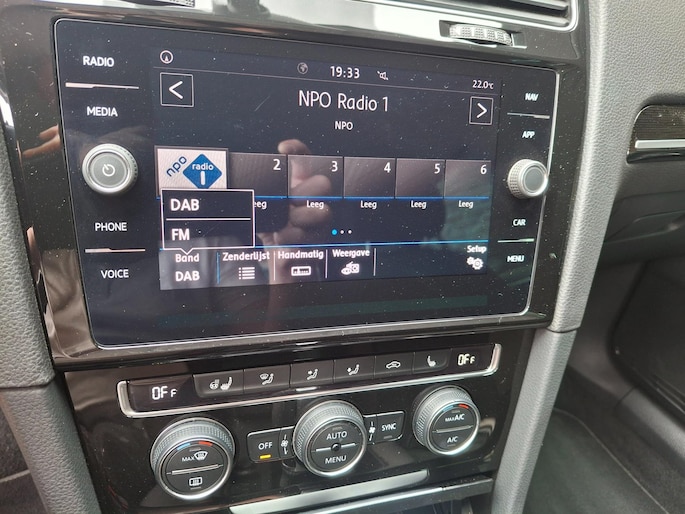 RADIO
MEDIA
PHONE
VOICE
19:33
22.0°C
NPO Radio 1
NPO
NAV
APP
CAR
MENU
npo radio 1
2
3
4
5
6
Leeg
Leeg
Leeg
Leeg
DAB
FM
Band
DAB
Zenderlijst
Handmatig
Weergave
Setup
OFF
OFF
MAX
OFF
AUTO
MENU
SYNC
MAX A/C
A/C